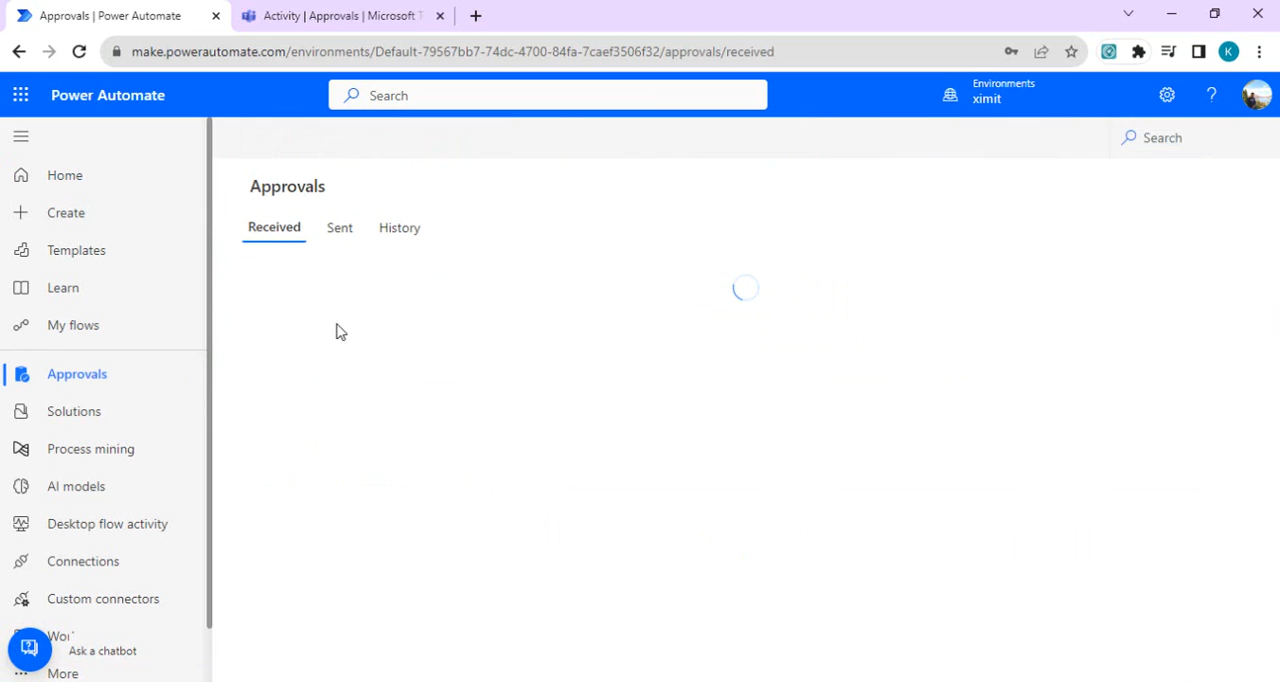 Approvals | Power Automate
Activity | Approvals | Microsoft T
make.powerautomate.com/environments/Default-79567bb7-74dc-4700-84fa-7caef3506f32/approvals/received
K
Power Automate
Search
Environments
ximit
Search
Home
Create
Templates
Learn
My flows
Approvals
Solutions
Process mining
AI models
Desktop flow activity
Connections
Custom connectors
Ask a chatbot
More
Approvals
Received
Sent
History